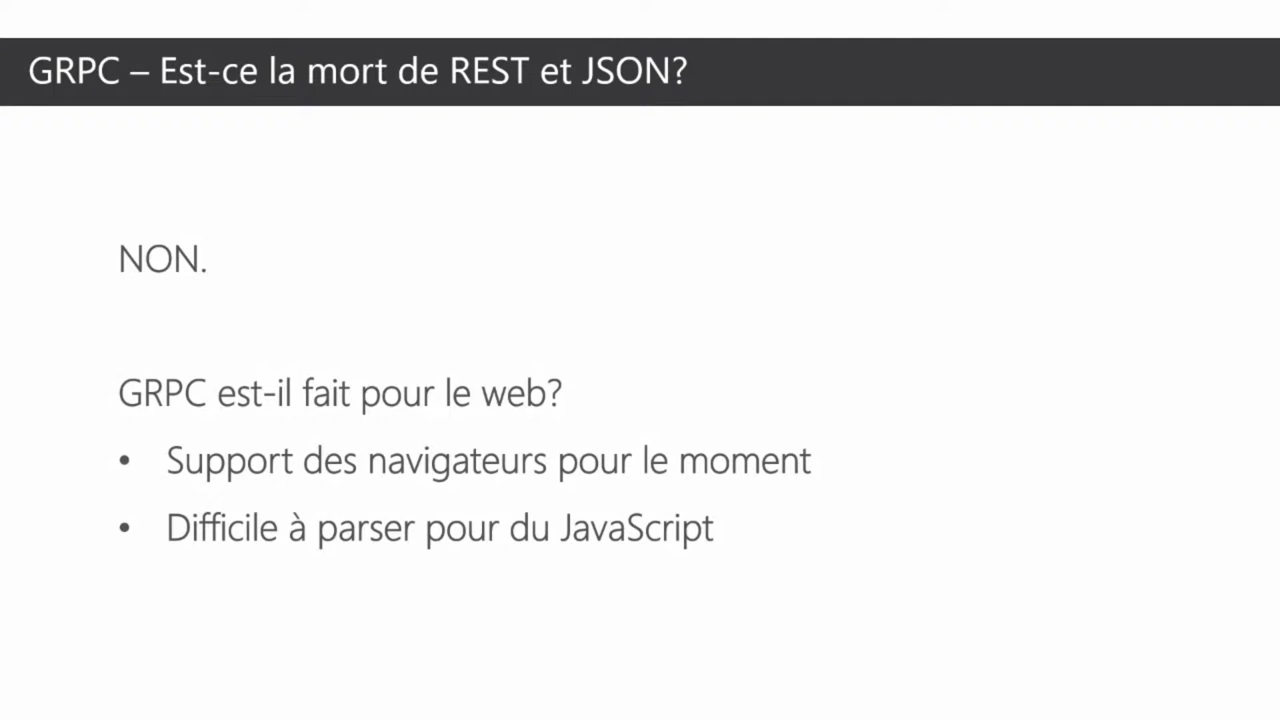 GRPC – Est-ce la mort de REST et JSON?
NON.
GRPC est-il fait pour le web?
• Support des navigateurs pour le moment
• Difficile à parser pour du JavaScript